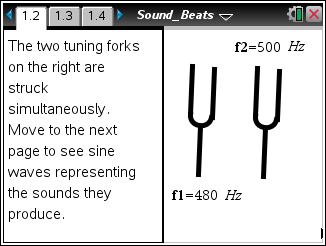 1.2 1.3 1.4 Sound_Beats
The two tuning forks
on the right are
struck
simultaneously.
Move to the next
page to see sine
waves representing
the sounds they
produce.
f2=500 Hz
f1=480 Hz